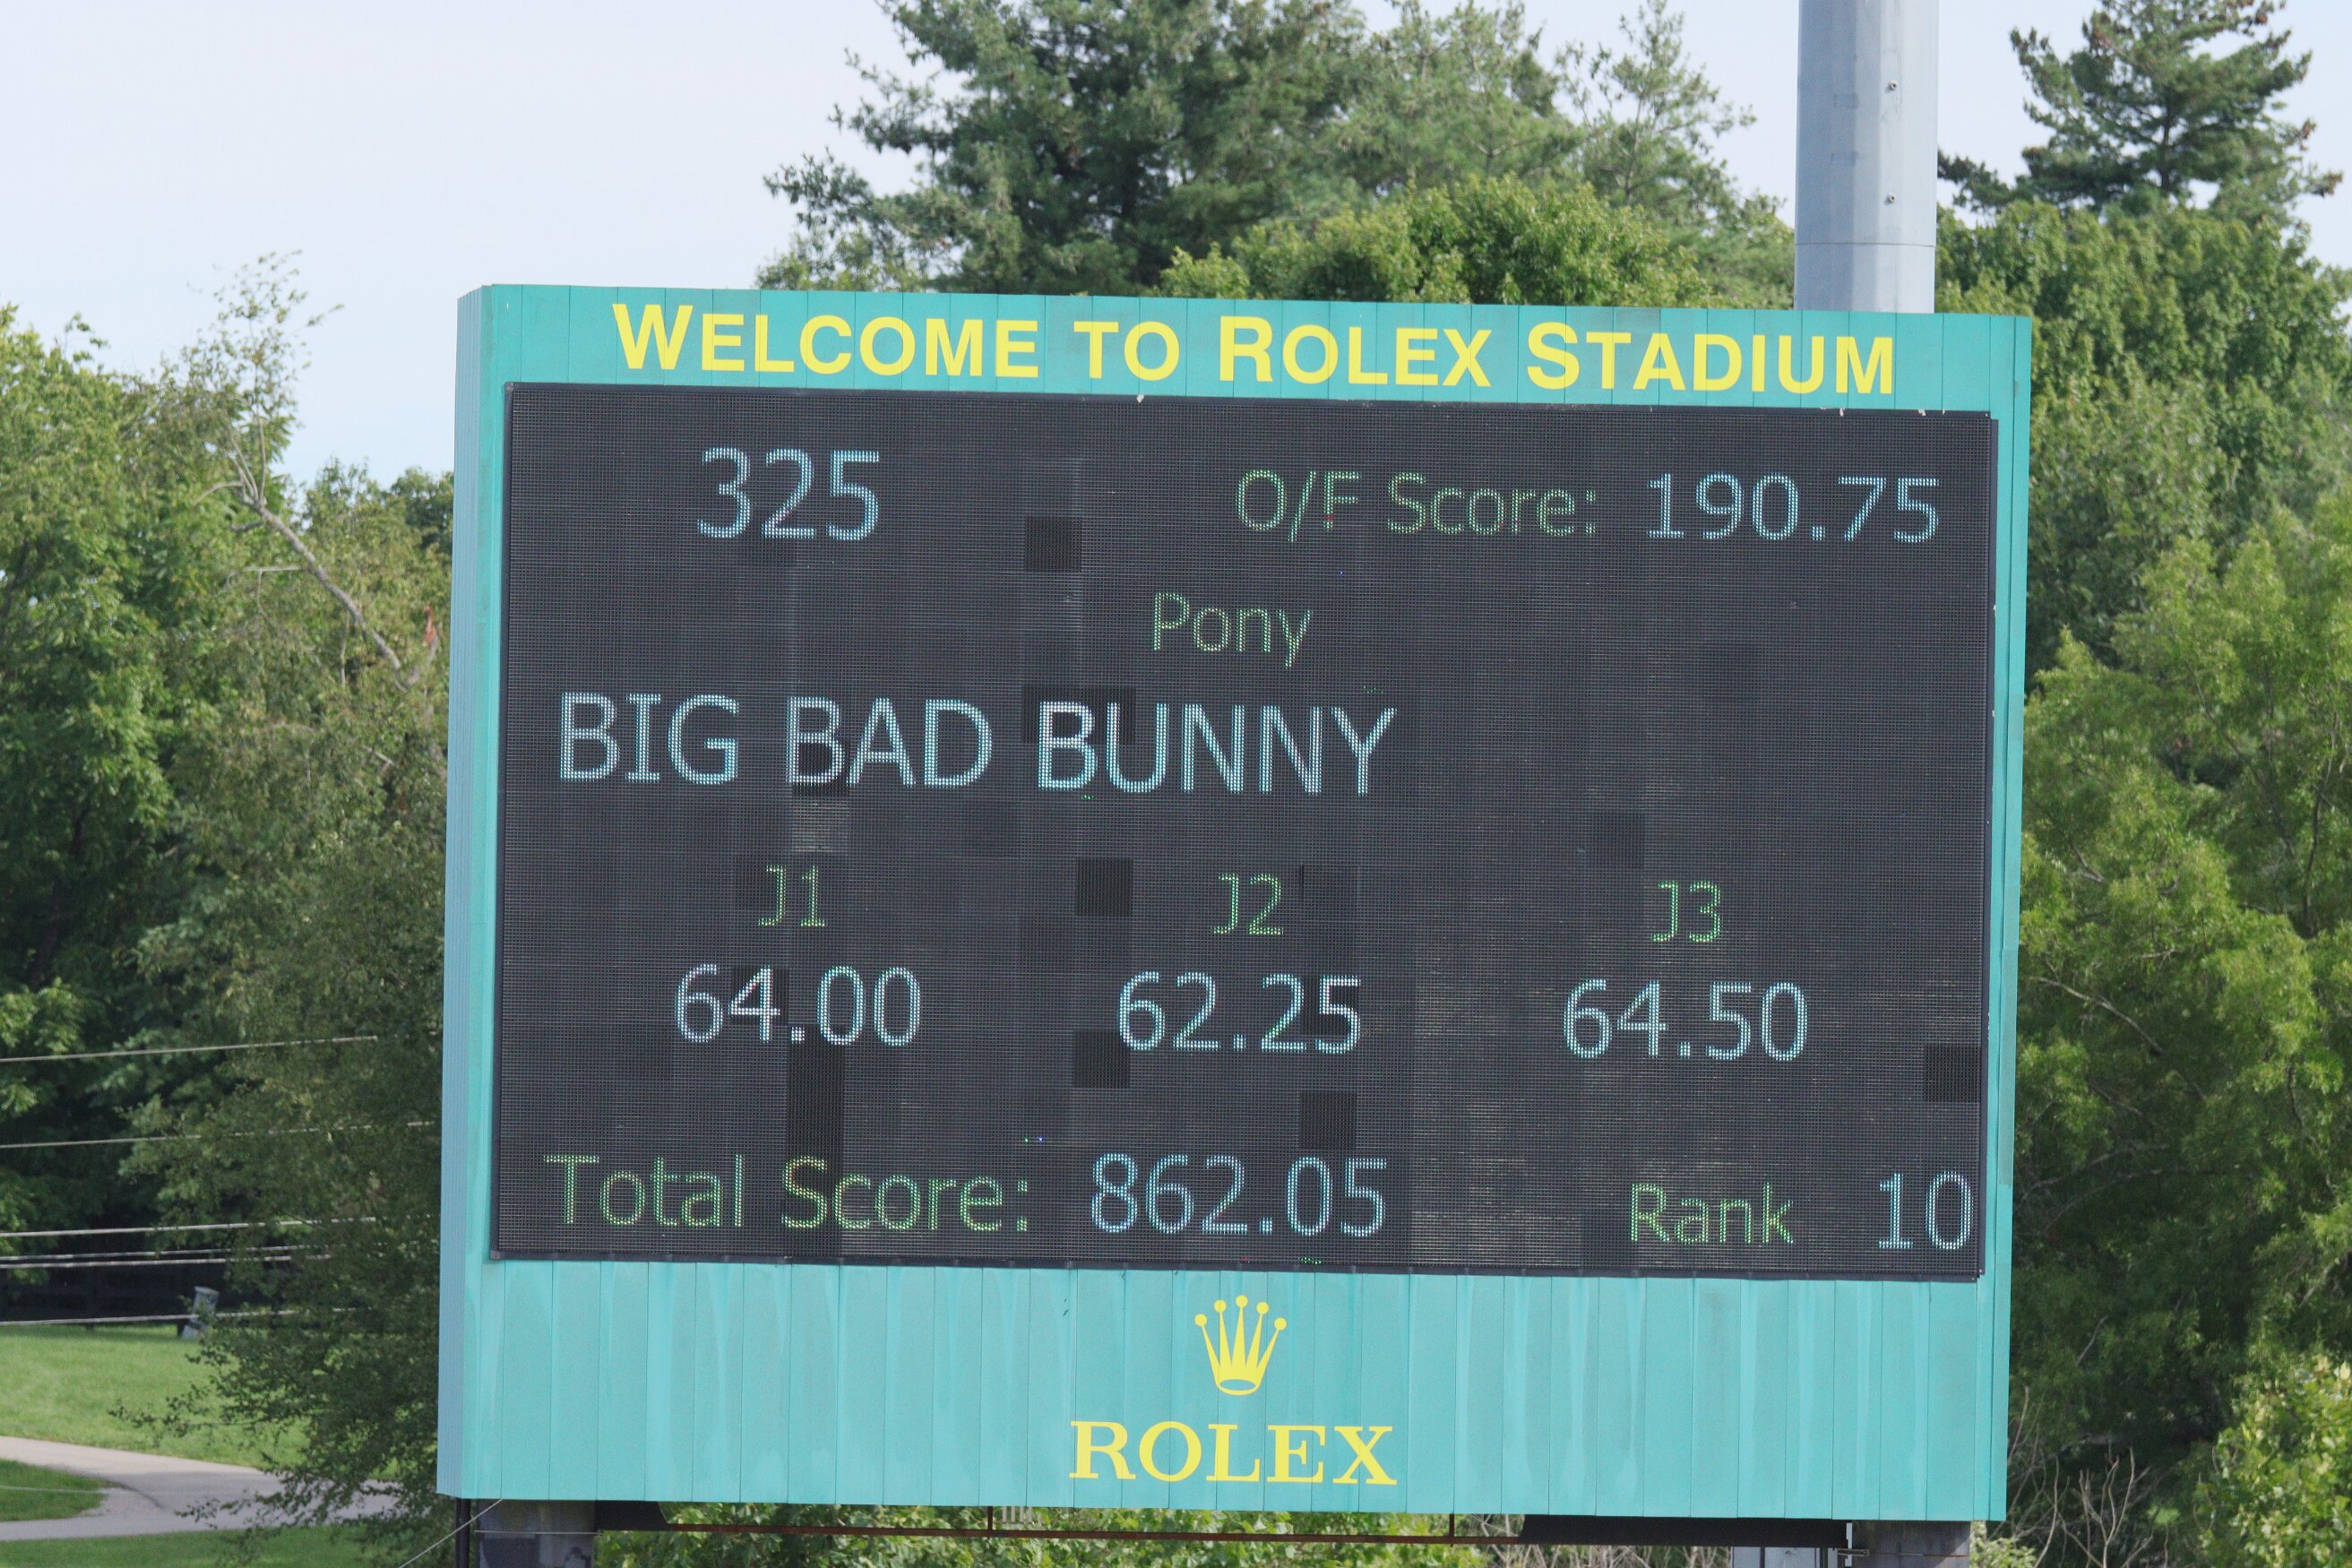 WELCOME TO ROLEX STADIUM
325 O/F Score: 190.75
Pony
BIG BAD BUNNY
J1 J2 J3
64.00 62.25 64.50
Total Score: 862.05 Rank 10
ROLEX